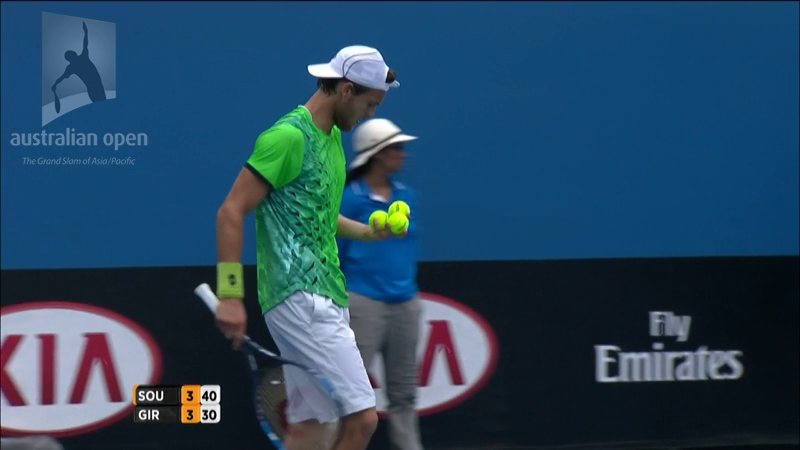 australian open
The Grand Slam of Asia/Pacific
KIA
KIA
Fly
Emirates
SOU 3 40
GIR 3 30